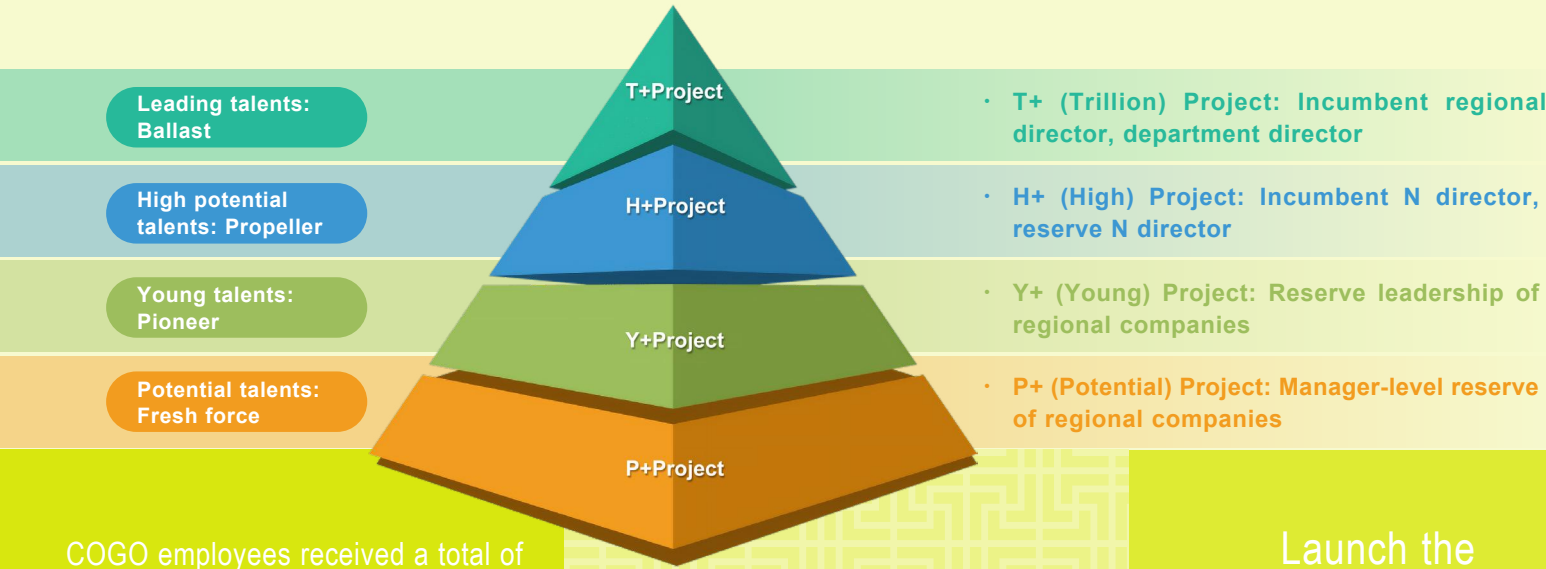 T+Project
Leading talents:
Ballast
· T+ (Trillion) Project: Incumbent regional
director, department director
High potential
talents: Propeller
H+Project
· H+ (High) Project: Incumbent N director,
reserve N director
Young talents:
Pioneer
Y+Project
· Y+ (Young) Project: Reserve leadership of
regional companies
Potential talents:
Fresh force
· P+ (Potential) Project: Manager-level reserve
of regional companies
P+Project
COGO employees received a total of
Launch the